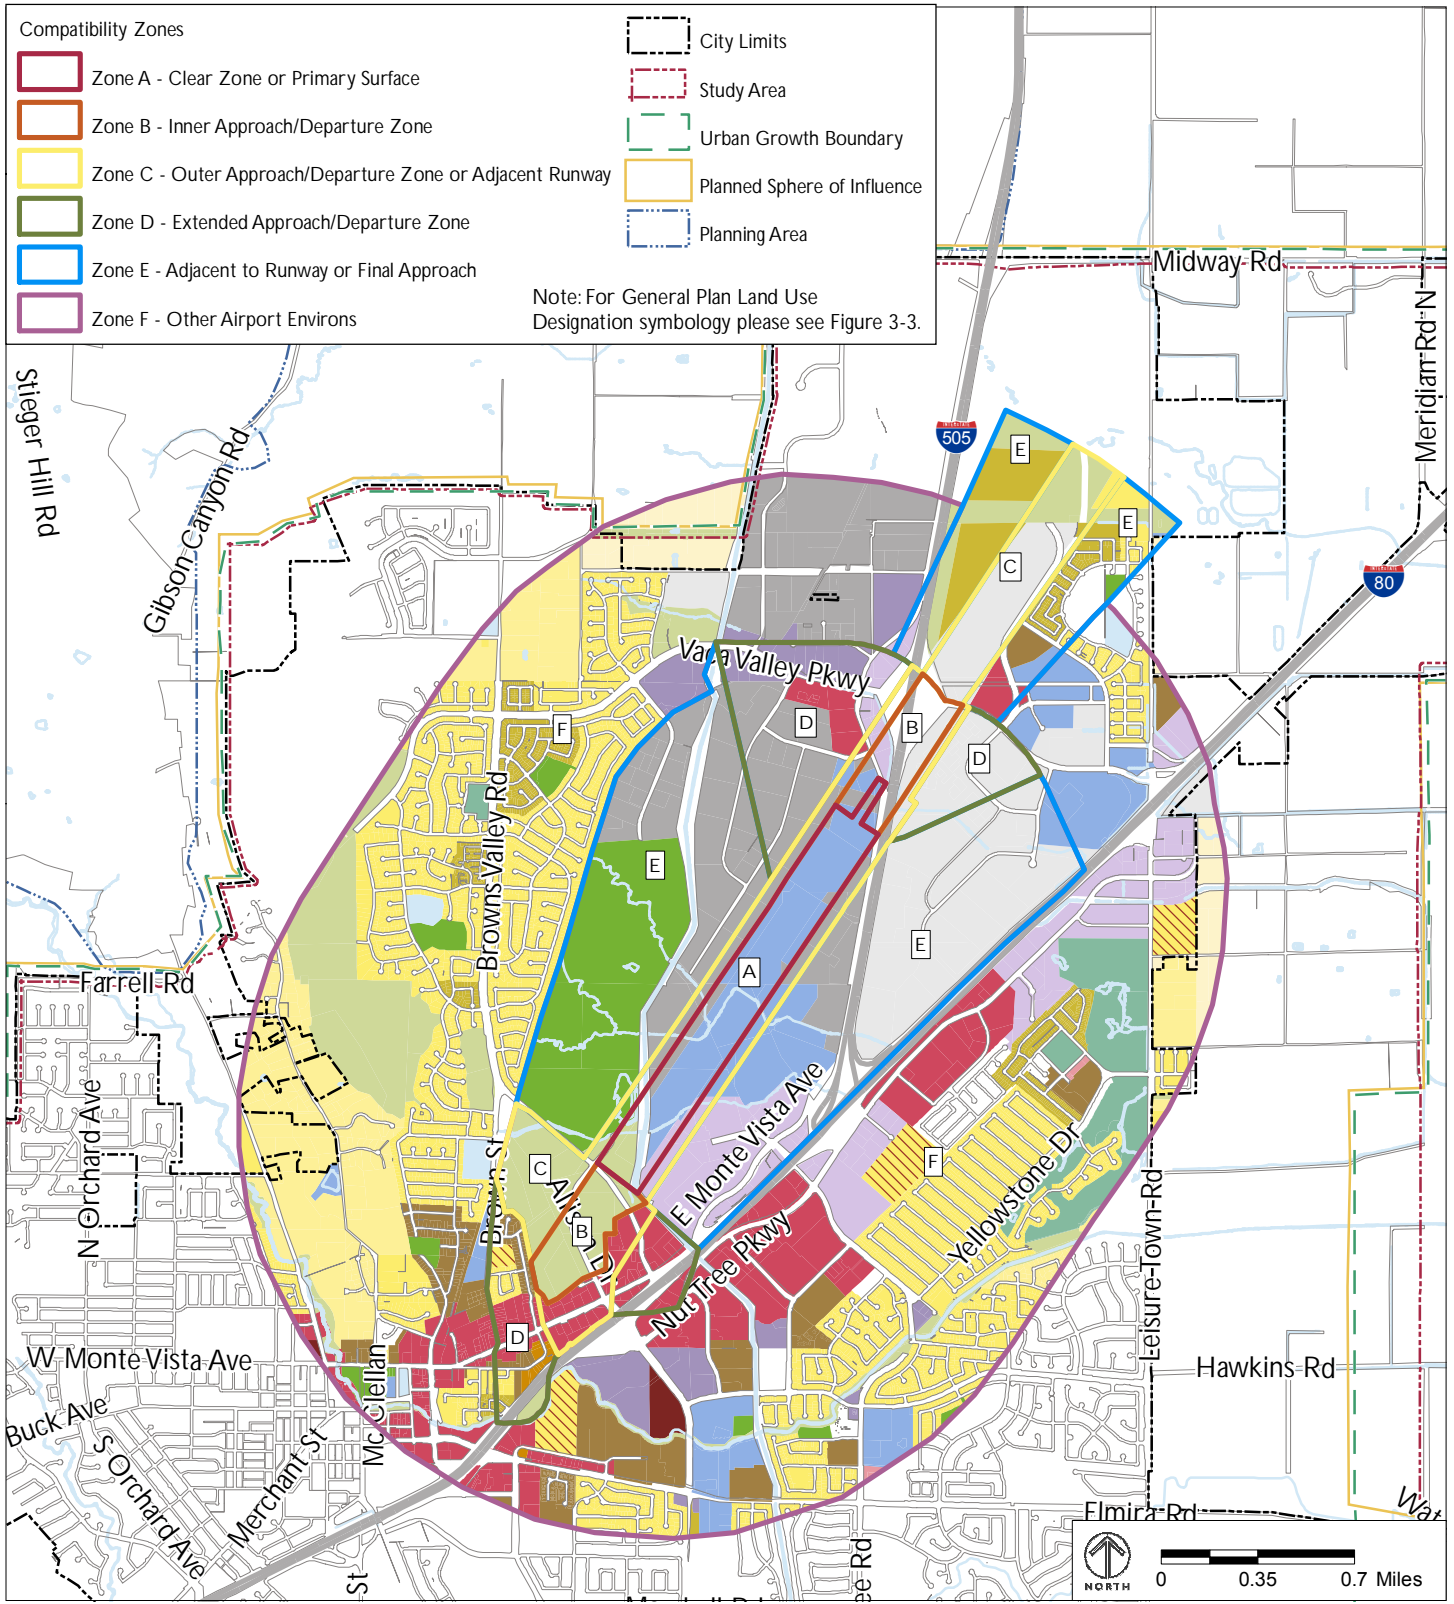 Compatibility Zones
Zone A - Clear Zone or Primary Surface
Zone B - Inner Approach/Departure Zone
Zone C - Outer Approach/Departure Zone or Adjacent Runway
Zone D - Extended Approach/Departure Zone
Zone E - Adjacent to Runway or Final Approach
Zone F - Other Airport Environs
City Limits
Study Area
Urban Growth Boundary
Planned Sphere of Influence
Planning Area
Note: For General Plan Land Use
Designation symbology please see Figure 3-3.
Midway Rd
Meridian Rd N
Stieger Hill Rd
Gibson Canyon Rd
INTERSTATE
505
E
E
C
INTERSTATE
80
Vaca Valley Pkwy
F
D
B
D
Browns Valley Rd
E
E
A
Farrell Rd
N Orchard Ave
E Monte Vista Ave
Yellowstone Dr
F
C
Allison Dr
B
Brown St
Nut Tree Pkwy
Leisure Town Rd
D
W Monte Vista Ave
Mc Clellan
St
Hawkins Rd
Buck Ave
S Orchard Ave
Merchant St
Elmira Rd
NORTH
0 0.35 0.7 Miles